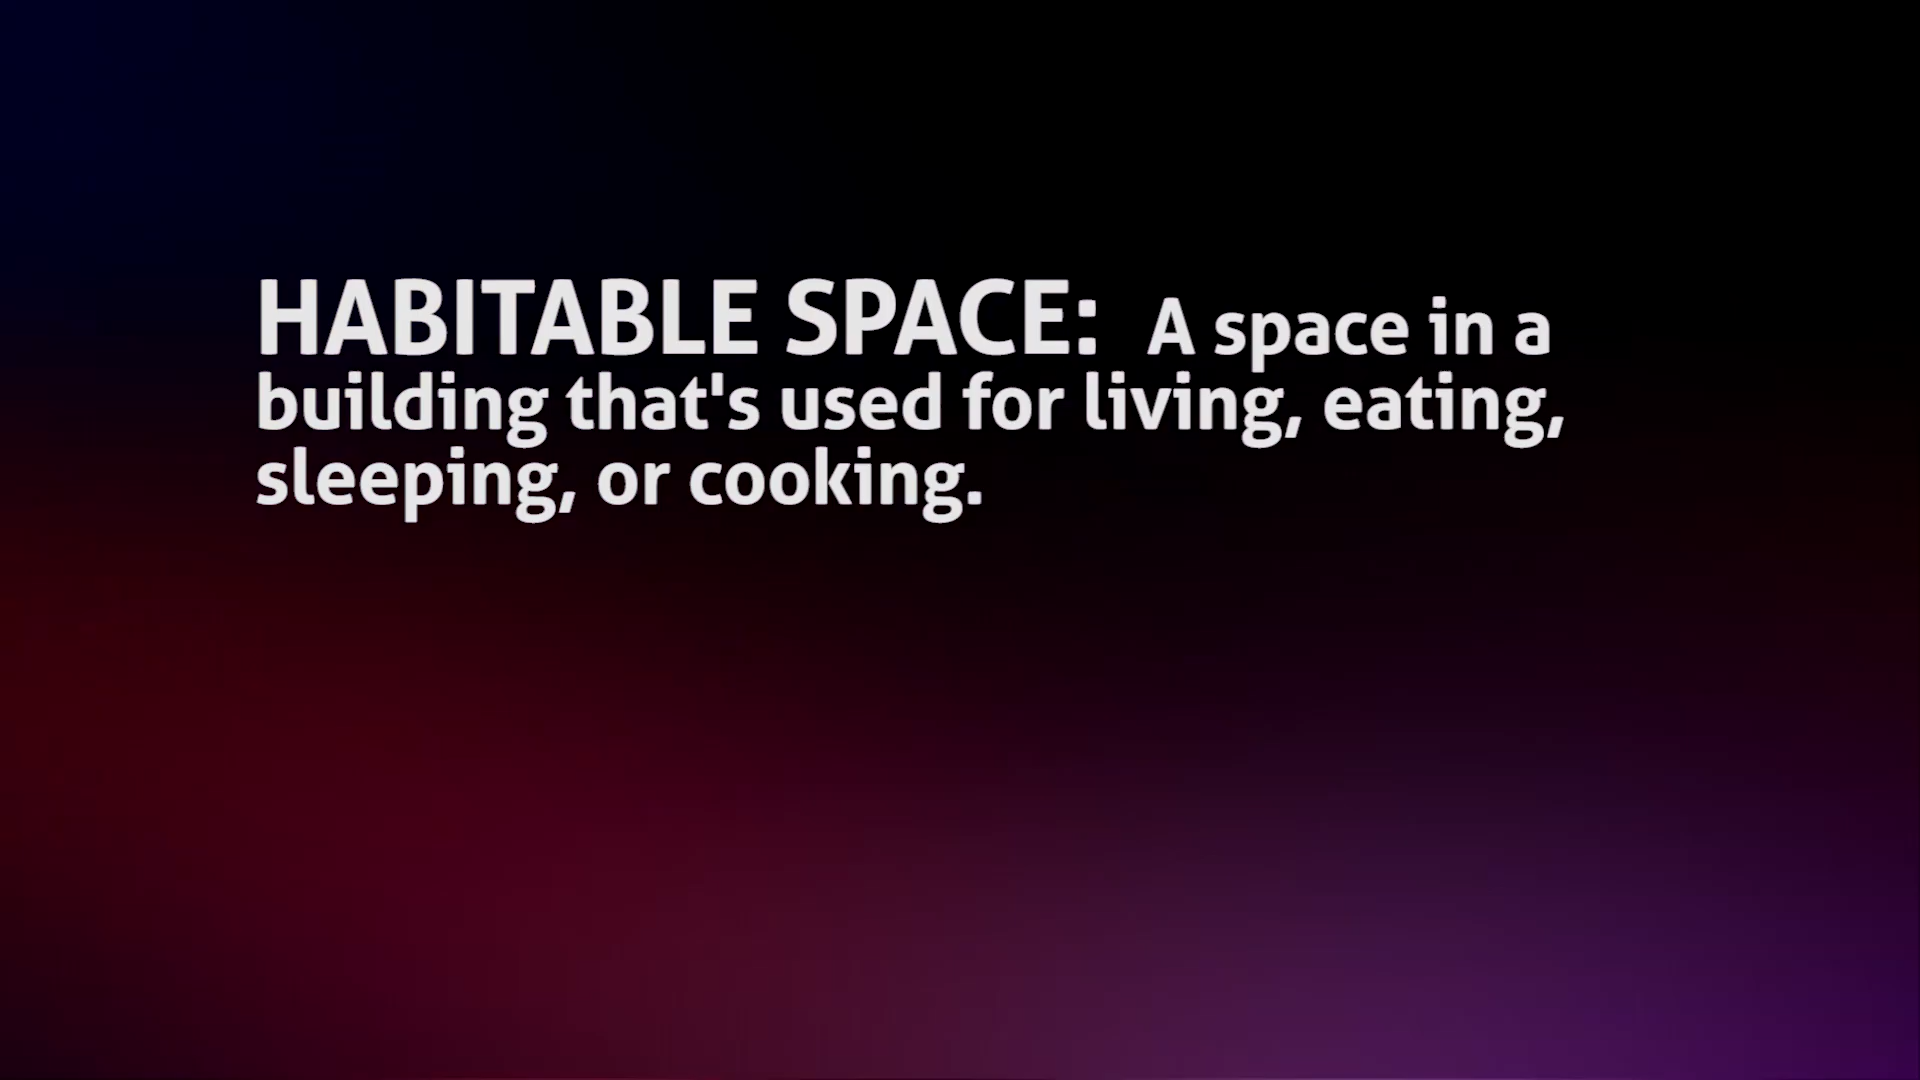 HABITABLE SPACE: A space in a
building that's used for living, eating,
sleeping, or cooking.